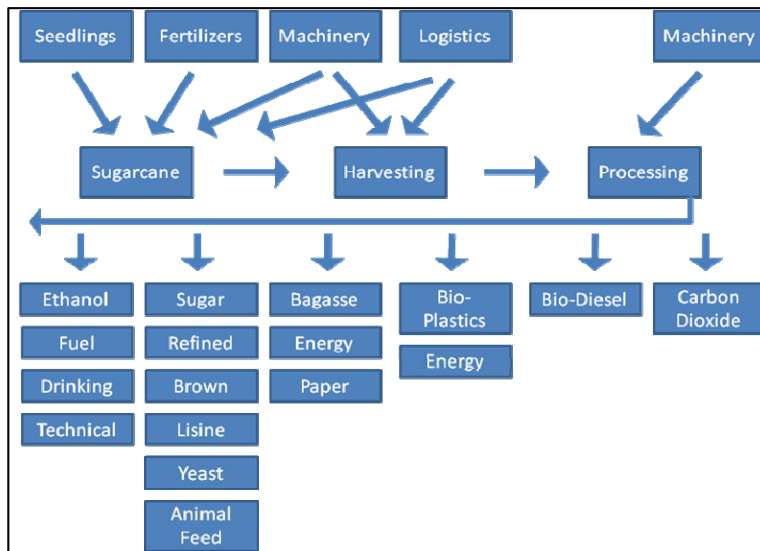 Seedlings
Fertilizers
Machinery
Logistics
Machinery
Sugarcane
Harvesting
Processing
Ethanol
Fuel
Drinking
Technical
Sugar
Refined
Brown
Lisine
Yeast
Animal
Feed
Bagasse
Energy
Paper
Bio-
Plastics
Energy
Bio-Diesel
Carbon
Dioxide